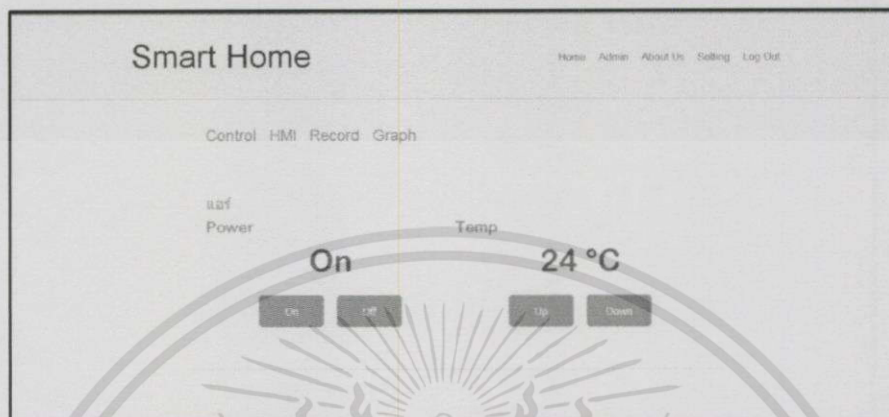 Smart Home
Home Admin About Us Setting Log Out
Control HMI Record Graph
แอร์
Power Temp
On 24 °C
On Off Up Down